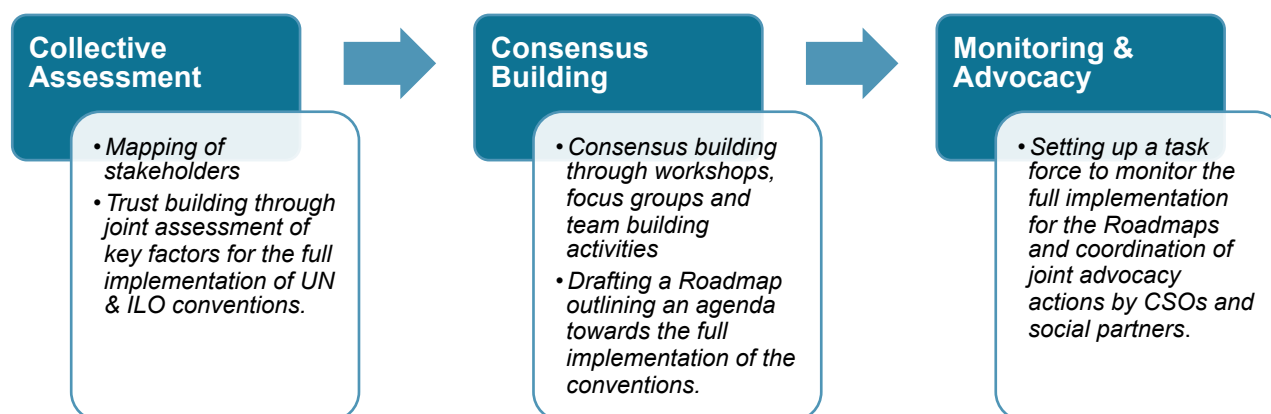 Collective
Assessment
• Mapping of
stakeholders
• Trust building through
joint assessment of
key factors for the full
implementation of UN
& ILO conventions.
Consensus
Building
• Consensus building
through workshops,
focus groups and
team building
activities
• Drafting a Roadmap
outlining an agenda
towards the full
implementation of the
conventions.
Monitoring &
Advocacy
• Setting up a task
force to monitor the
full implementation
for the Roadmaps
and coordination of
joint advocacy
actions by CSOs and
social partners.